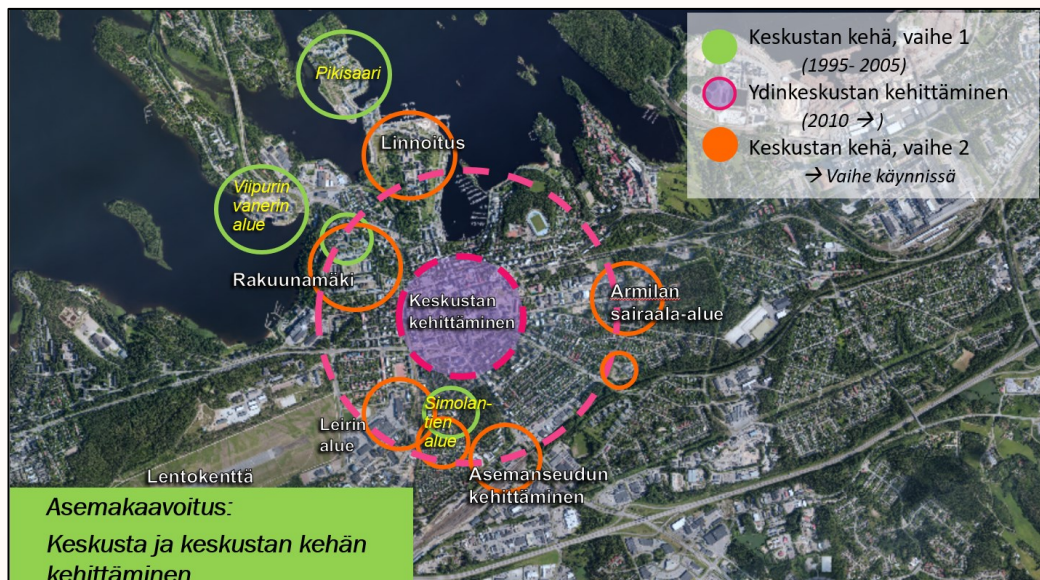 Keskustan kehä, vaihe 1
(1995- 2005)
Ydinkeskustan kehittäminen
(2010 → )
Keskustan kehä, vaihe 2
→ Vaihe käynnissä
Pikisaari
Linnoitus
Viipurin
vanerin
alue
Rakuunamäki
Keskustan
kehittäminen
Armilan
sairaala-alue
Leirin
alue
Simolan-
tien
alue
Asemanseudun
kehittäminen
Lentokenttä
Asemakaavoitus:
Keskusta ja keskustan kehän
kehittäminen